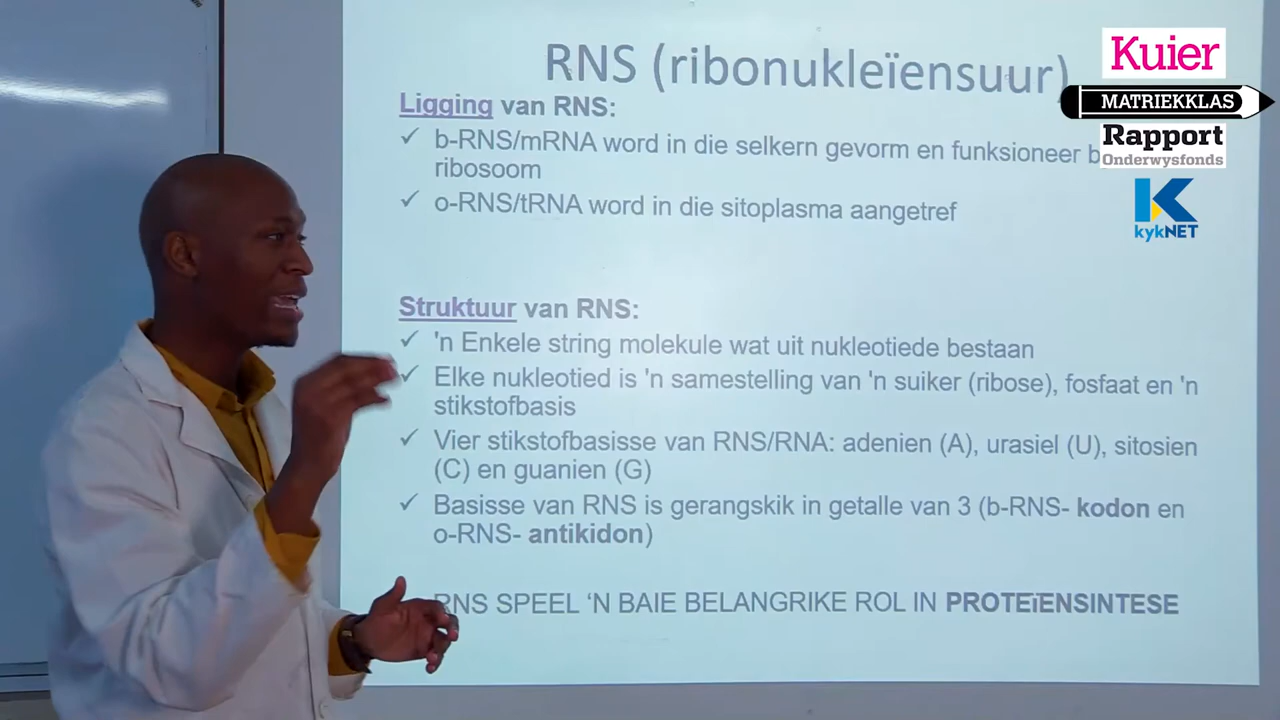 RNS (ribonukleïensuur)
Ligging van RNS:
✓ b-RNS/mRNA word in die selkern gevorm en funksioneer
ribosoom
✓ o-RNS/tRNA word in die sitoplasma aangetref
Struktuur van RNS:
✓ 'n Enkele string molekule wat uit nukleotiede bestaan
✓ Elke nukleotied is 'n samestelling van 'n suiker (ribose), fosfaat en 'n
stikstofbasis
✓ Vier stikstofbasisse van RNS/RNA: adenien (A), urasiel (U), sitosien
(C) en guanien (G)
✓ Basisse van RNS is gerangskik in getalle van 3 (b-RNS- kodon en
o-RNS- antikidon)
RNS SPEEL ‘N BAIE BELANGRIKE ROL IN PROTEïENSINTESE
Kuier
MATRIEKKLAS
Rapport
Onderwysfonds
K
kykNET